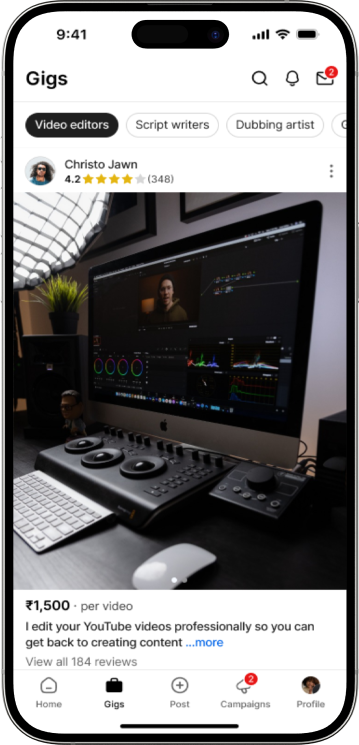 9:41
Gigs
2
Video editors
Script writers
Dubbing artist
Christo Jawn
4.2 (348)
₹1,500 · per video
I edit your YouTube videos professionally so you can
get back to creating content ...more
View all 184 reviews
2
Home
Gigs
Post
Campaigns
Profile